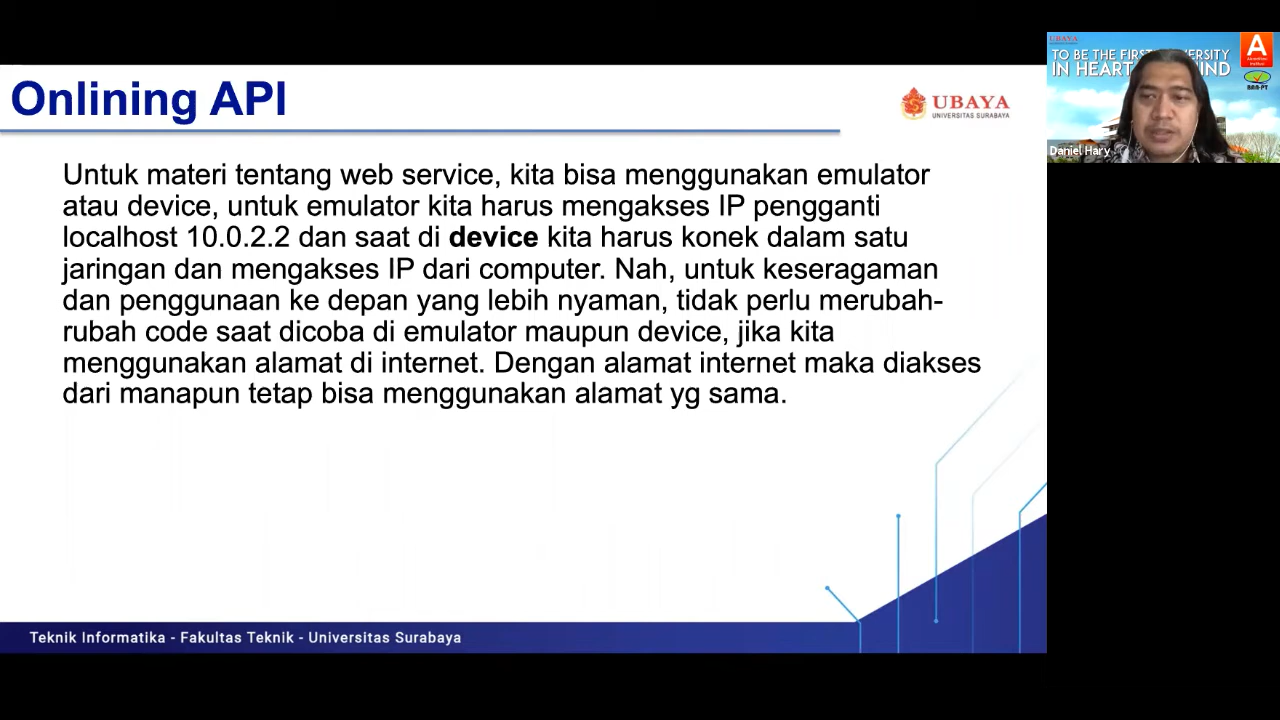 Onlining API
UBAYA
UNIVERSITAS SURABAYA
Untuk materi tentang web service, kita bisa menggunakan emulator
atau device, untuk emulator kita harus mengakses IP pengganti
localhost 10.0.2.2 dan saat di device kita harus konek dalam satu
jaringan dan mengakses IP dari computer. Nah, untuk keseragaman
dan penggunaan ke depan yang lebih nyaman, tidak perlu merubah-
rubah code saat dicoba di emulator maupun device, jika kita
menggunakan alamat di internet. Dengan alamat internet maka diakses
dari manapun tetap bisa menggunakan alamat yg sama.
Teknik Informatika - Fakultas Teknik - Universitas Surabaya
UBAYA
TO BE THE FIRST
IN HEART
A
BAN-PT
Daniel Hary